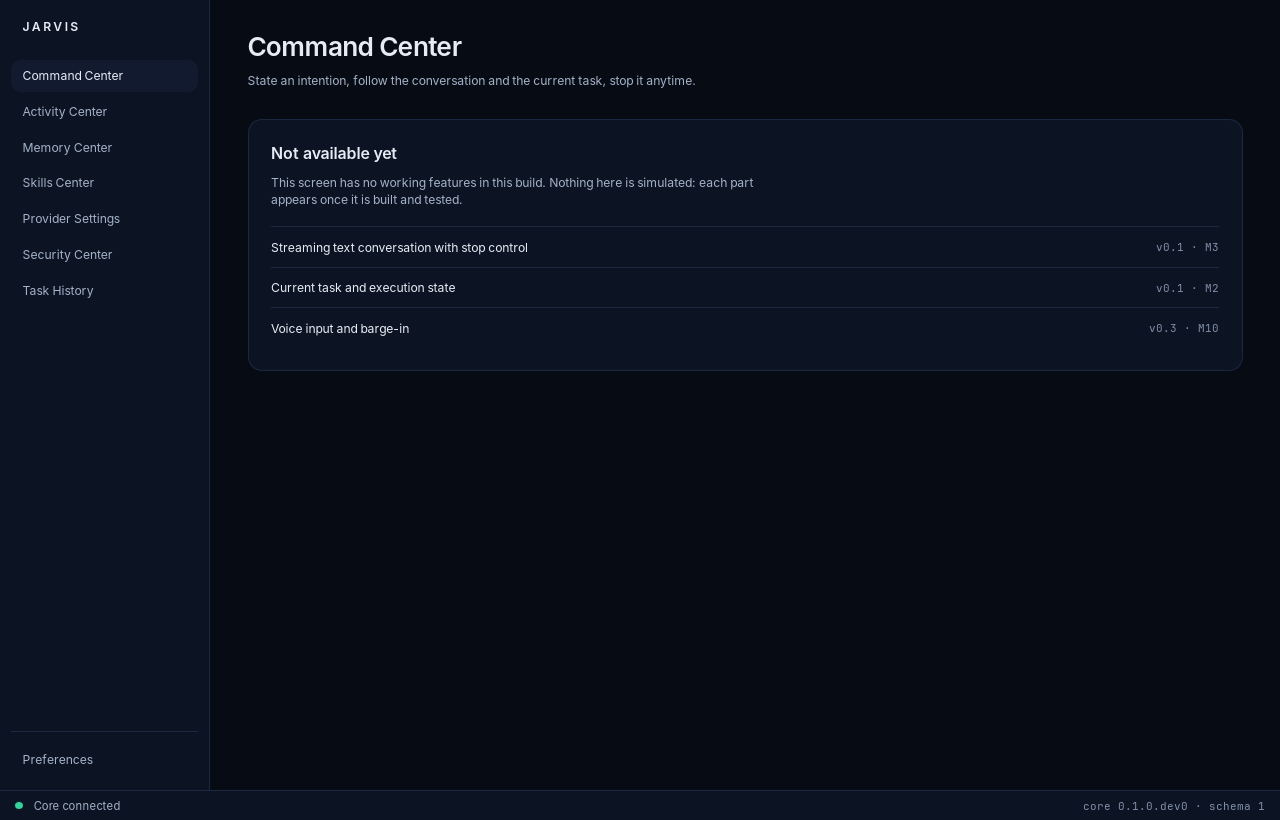 JARVIS
Command Center
Activity Center
Memory Center
Skills Center
Provider Settings
Security Center
Task History
Preferences
Command Center
State an intention, follow the conversation and the current task, stop it anytime.
Not available yet
This screen has no working features in this build. Nothing here is simulated: each part
appears once it is built and tested.
Streaming text conversation with stop control v0.1 · M3
Current task and execution state v0.1 · M2
Voice input and barge-in v0.3 · M10
Core connected core 0.1.0.dev0 · schema 1